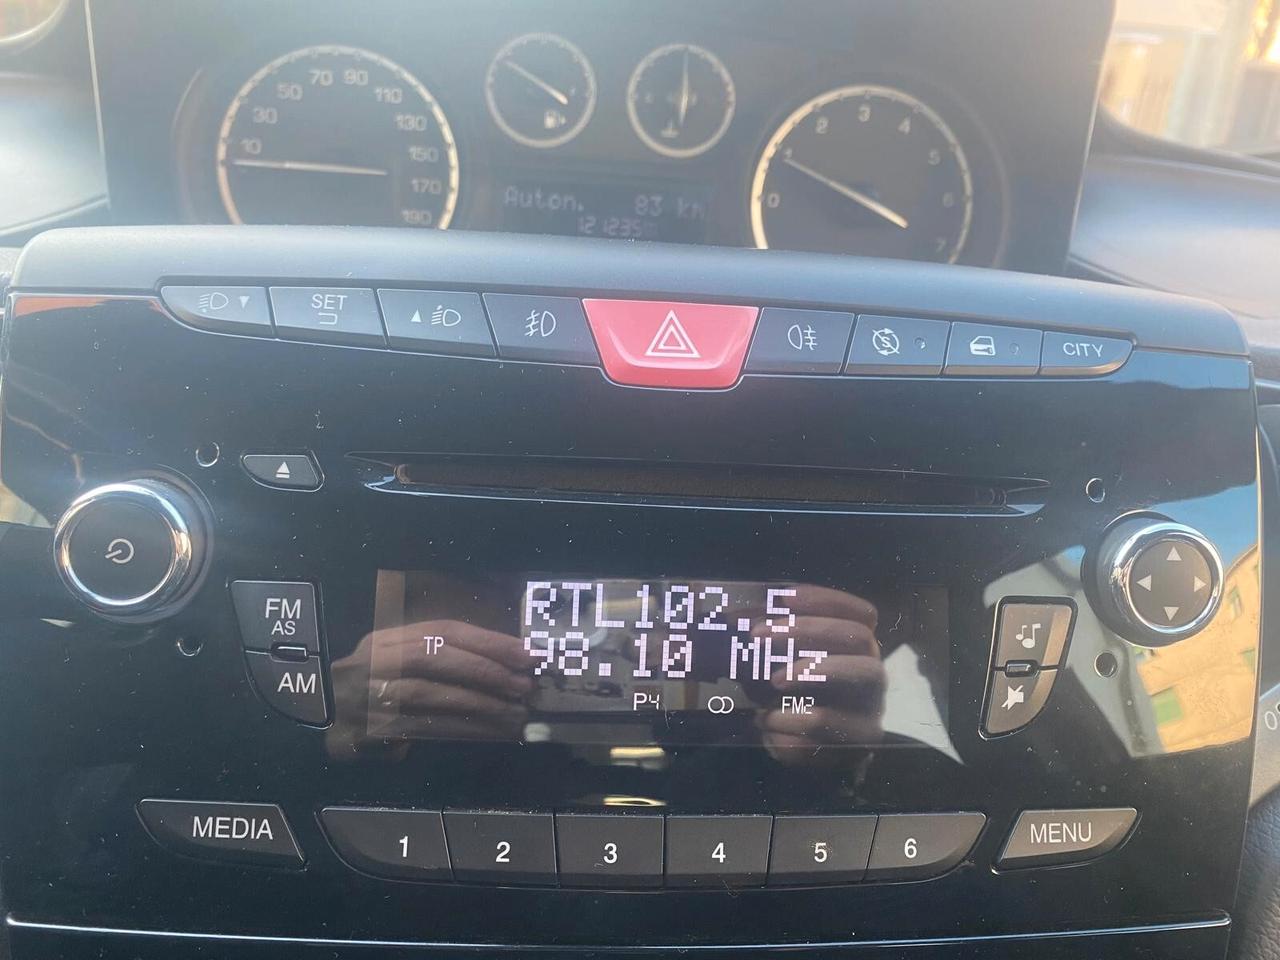 10 30 50 70 90 110 130 150 170 190
0 1 2 3 4 5 6 7
Auton. 83 km
121235
SET
CITY
FM
AS
AM
TP
RTL102.5
98.10 MHz
P4 FM2
MEDIA
1 2 3 4 5 6
MENU